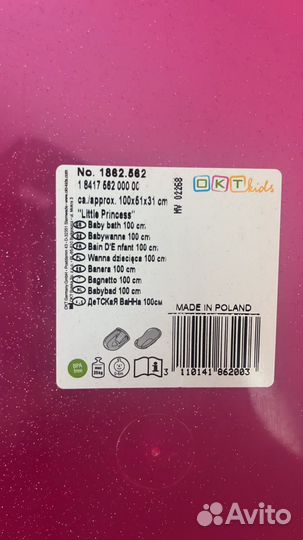 No. 1862.562
1 8417 562 000 00
ca./approx. 100x51x31 cm
"Little Princess"
Baby bath 100 cm
Babywanne 100 cm
Bain D'E nfant 100 cm
Wanna dziecięca 100 cm
Banera 100 cm
Bagnetto 100 cm
Babybad 100 cm
ДеТСКаЯ ВаННа 100см
MV 02268
OKT kids
MADE IN POLAND
BPA
free
3 110141 862003
Avito